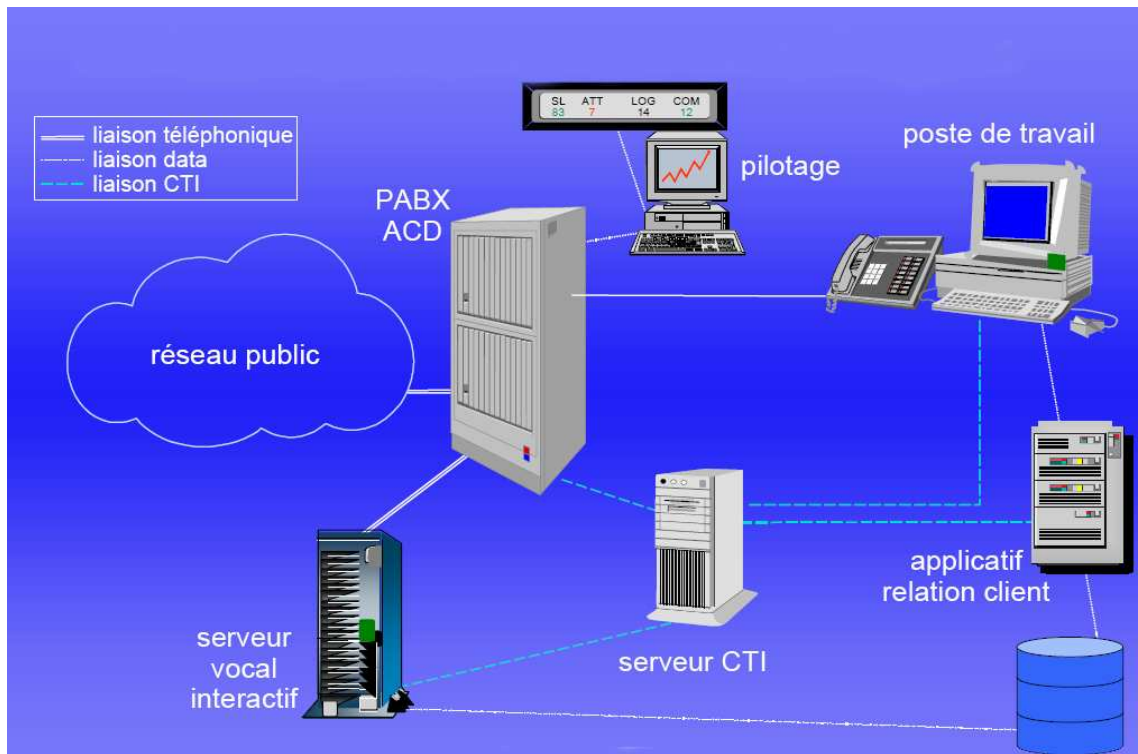 SL ATT LOG COM
83 7 14 12
liaison téléphonique
liaison data
liaison CTI
poste de travail
pilotage
PABX
ACD
réseau public
applicatif
relation client
serveur
vocal
interactif
serveur CTI